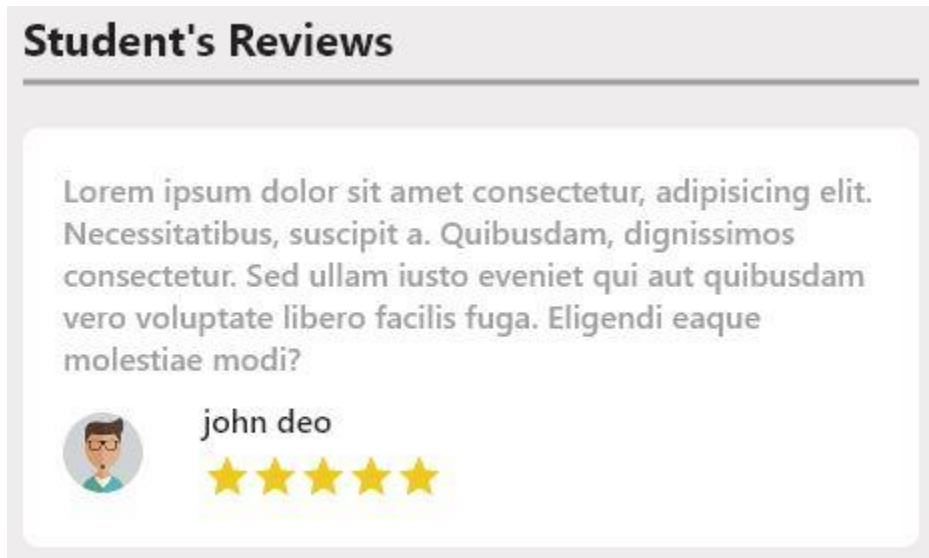 Student's Reviews
Lorem ipsum dolor sit amet consectetur, adipisicing elit.
Necessitatibus, suscipit a. Quibusdam, dignissimos
consectetur. Sed ullam iusto eveniet qui aut quibusdam
vero voluptate libero facilis fuga. Eligendi eaque
molestiae modi?
john deo